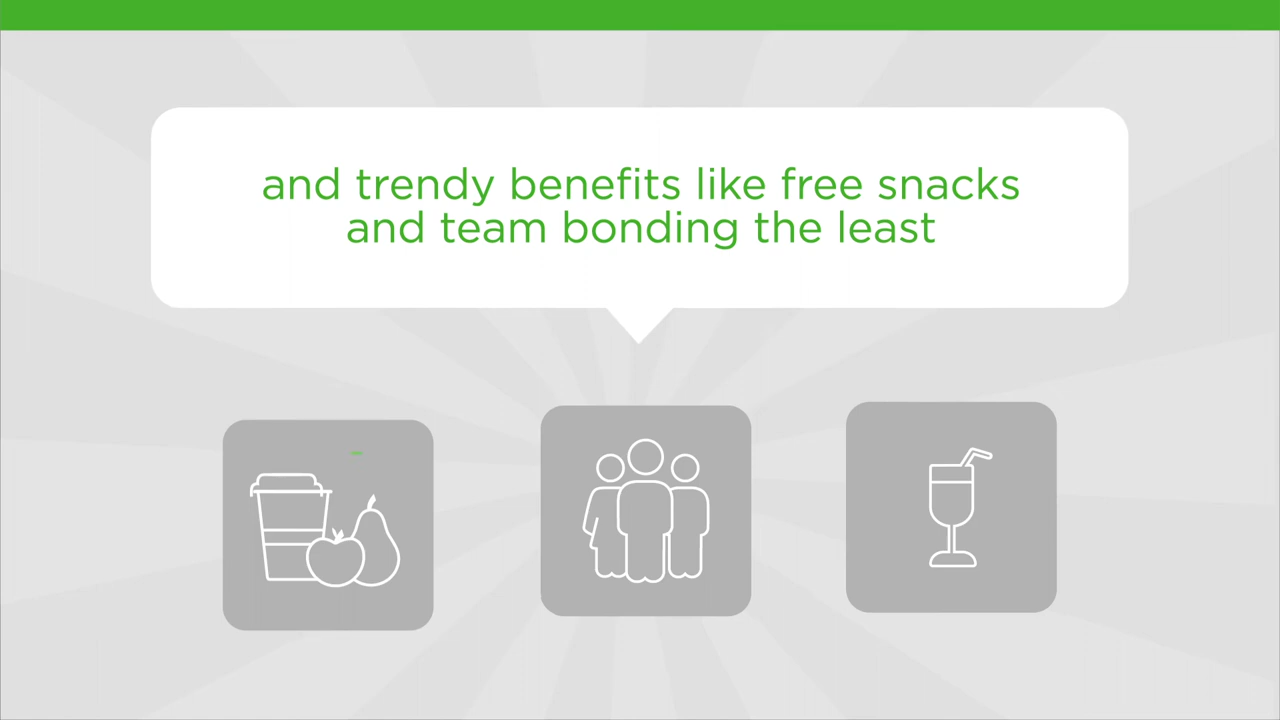 and trendy benefits like free snacks
and team bonding the least